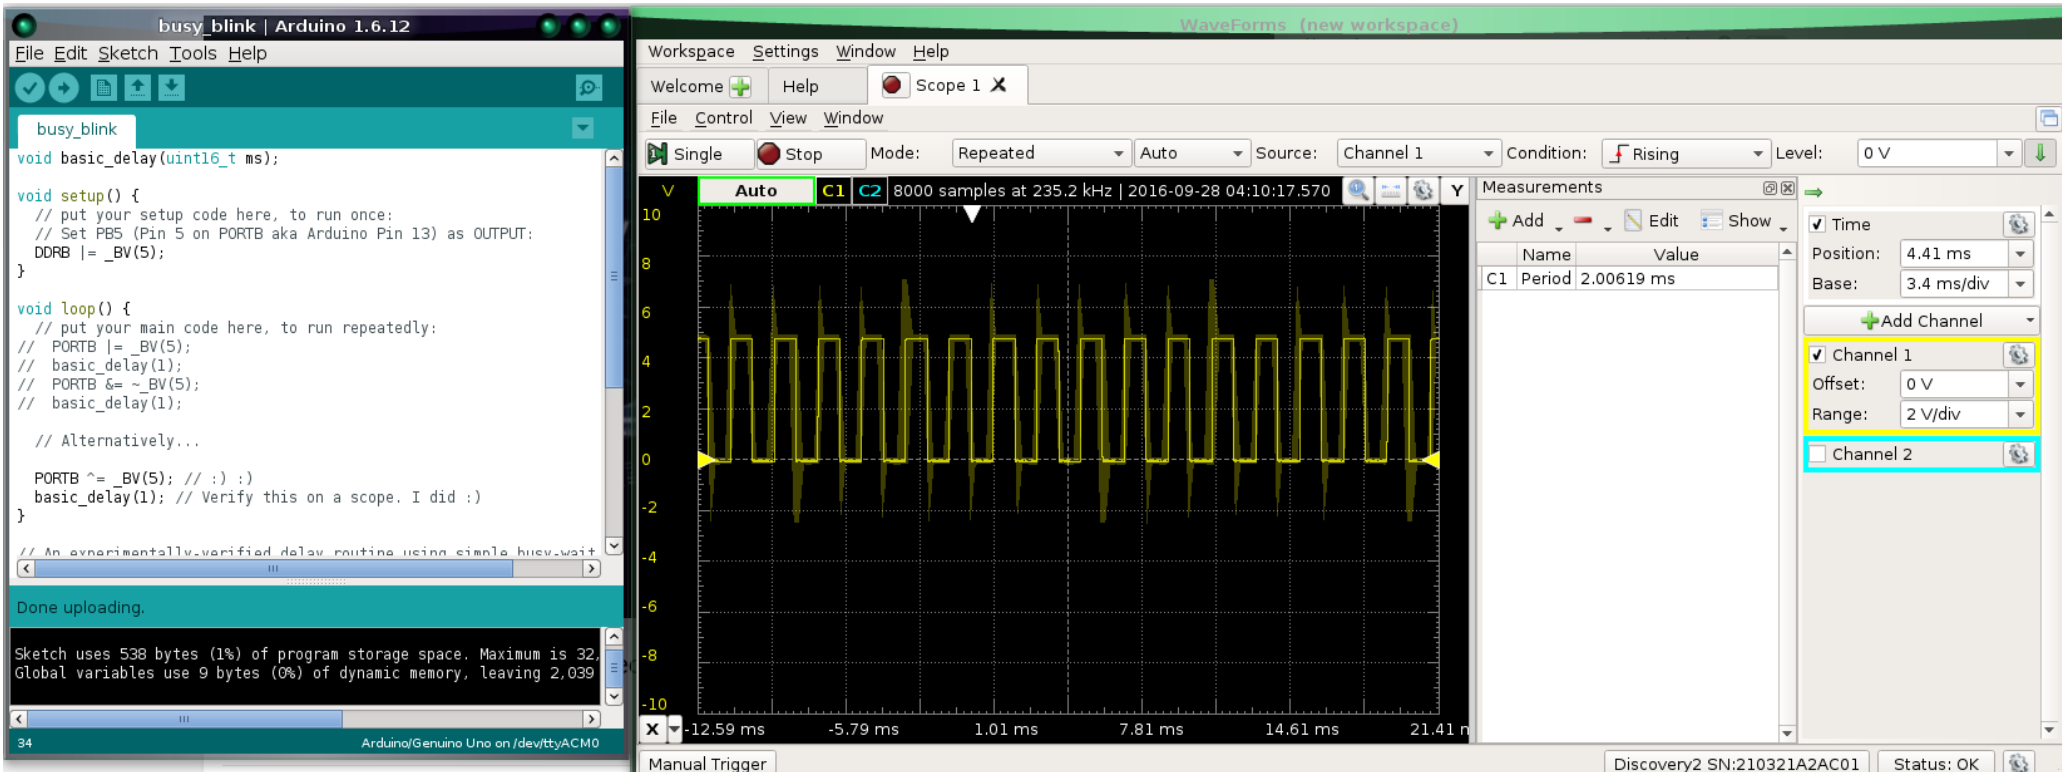 busy_blink | Arduino 1.6.12
File Edit Sketch Tools Help
busy_blink
void basic_delay(uint16_t ms);
void setup() {
// put your setup code here, to run once:
// Set PB5 (Pin 5 on PORTB aka Arduino Pin 13) as OUTPUT:
DDRB |= _BV(5);
}
void loop() {
// put your main code here, to run repeatedly:
// PORTB |= _BV(5);
// basic_delay(1);
// PORTB &= ~_BV(5);
// basic_delay(1);
// Alternatively...
PORTB ^= _BV(5); // :) :)
basic_delay(1); // Verify this on a scope. I did :)
}
// An experimentally-verified delay routine using simple busy-wait
Done uploading.
Sketch uses 538 bytes (1%) of program storage space. Maximum is 32,
Global variables use 9 bytes (0%) of dynamic memory, leaving 2,039
34
Arduino/Genuino Uno on /dev/ttyACM0
WaveForms (new workspace)
Workspace Settings Window Help
Welcome Help Scope 1 X
File Control View Window
Single Stop Mode: Repeated Auto Source: Channel 1 Condition: Rising Level: 0 V
V Auto C1 C2 8000 samples at 235.2 kHz | 2016-09-28 04:10:17.570 Y
10
8
6
4
2
0
-2
-4
-6
-8
-10
X -12.59 ms -5.79 ms 1.01 ms 7.81 ms 14.61 ms 21.41 
Measurements
Add Edit Show
Name Value
C1 Period 2.00619 ms
Time
Position: 4.41 ms
Base: 3.4 ms/div
Add Channel
Channel 1
Offset: 0 V
Range: 2 V/div
Channel 2
Manual Trigger
Discovery2 SN:210321A2AC01 Status: OK